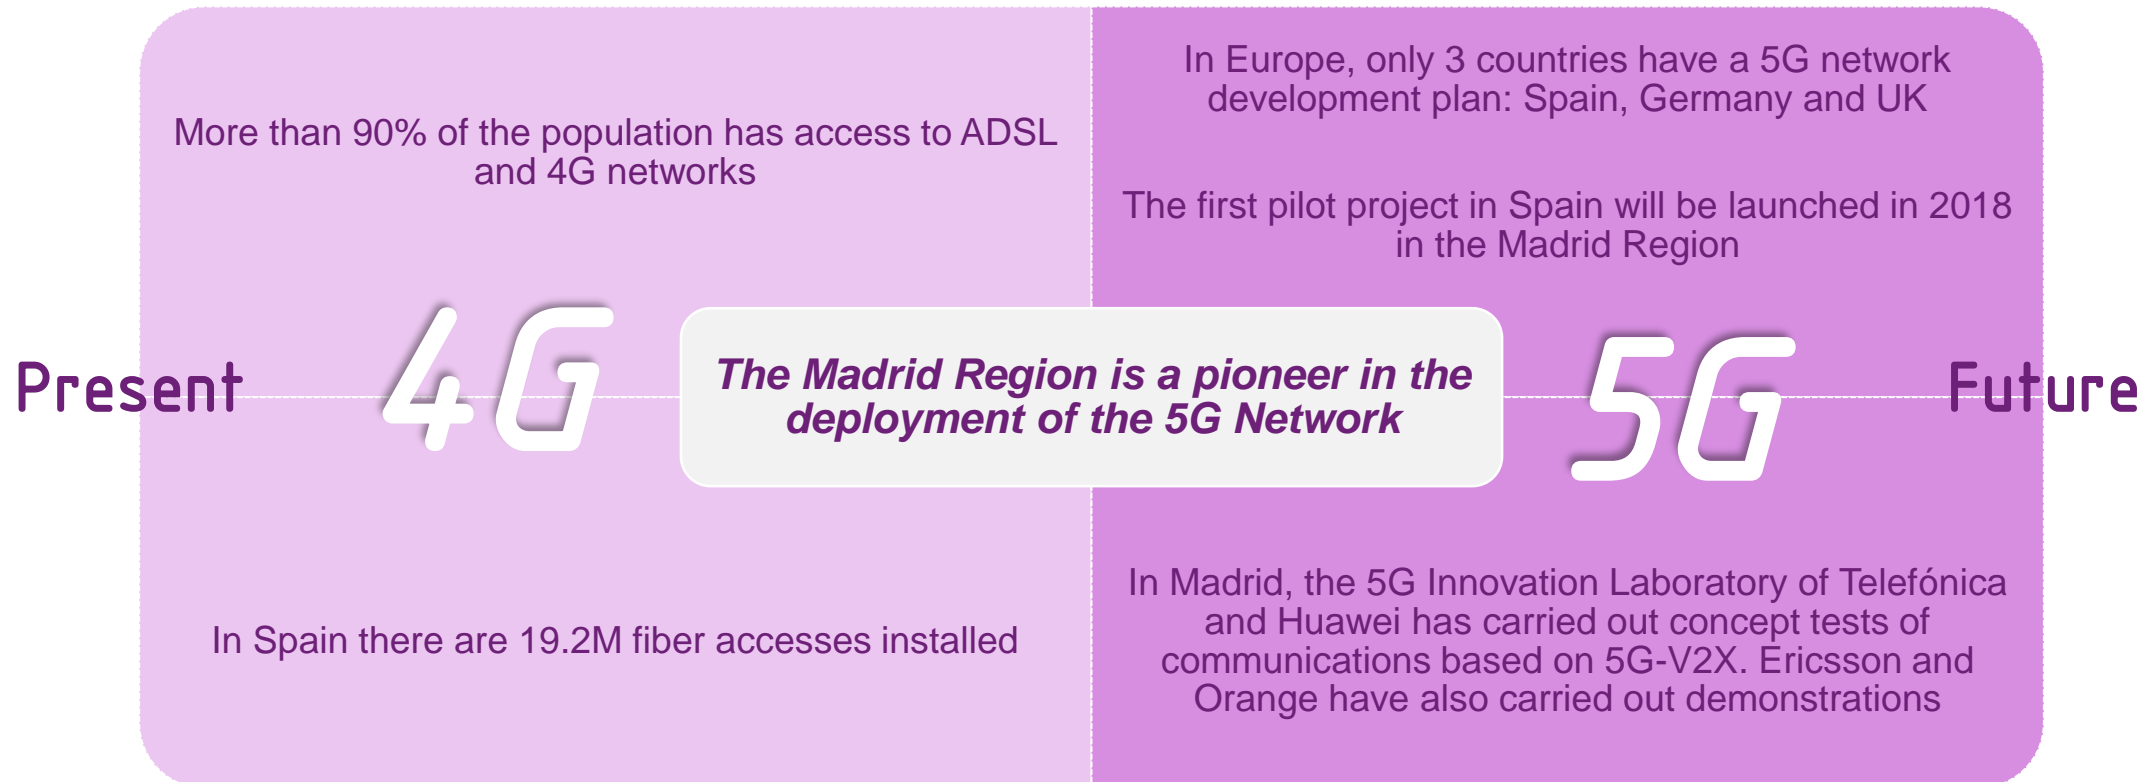 More than 90% of the population has access to ADSL
and 4G networks
In Europe, only 3 countries have a 5G network
development plan: Spain, Germany and UK
The first pilot project in Spain will be launched in 2018
in the Madrid Region
Present
4G
The Madrid Region is a pioneer in the
deployment of the 5G Network
5G
Future
In Spain there are 19.2M fiber accesses installed
In Madrid, the 5G Innovation Laboratory of Telefónica
and Huawei has carried out concept tests of
communications based on 5G-V2X. Ericsson and
Orange have also carried out demonstrations